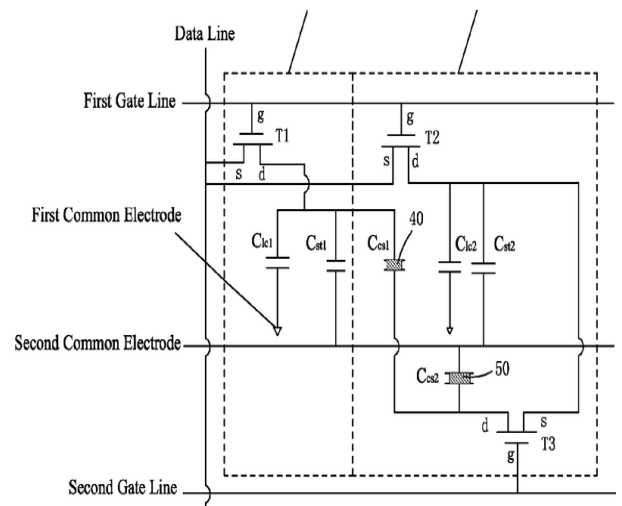 Data Line
First Gate Line
g
T1
s d
g
T2
s d
First Common Electrode
Clc1
Cst1
Ccs1
40
Clc2
Cst2
Second Common Electrode
Ccs2
50
d s
g
T3
Second Gate Line